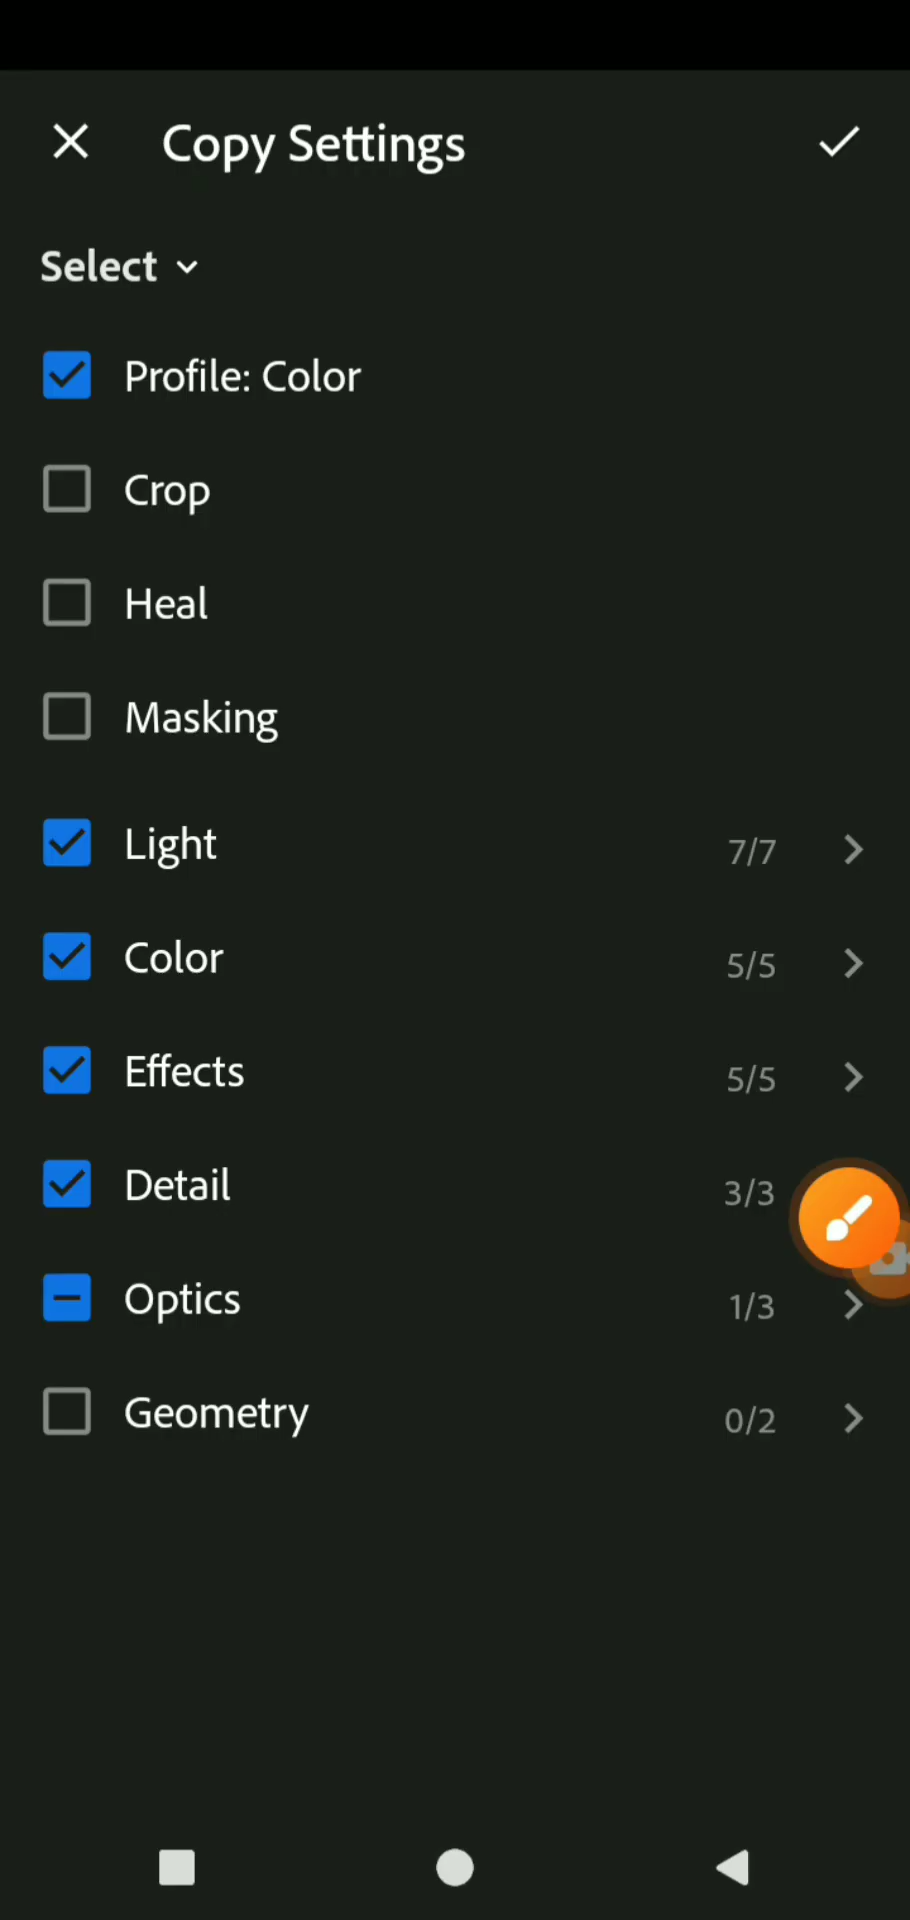 Copy Settings
Select
Profile: Color
Crop
Heal
Masking
Light 7/7
Color 5/5
Effects 5/5
Detail 3/3
Optics 1/3
Geometry 0/2